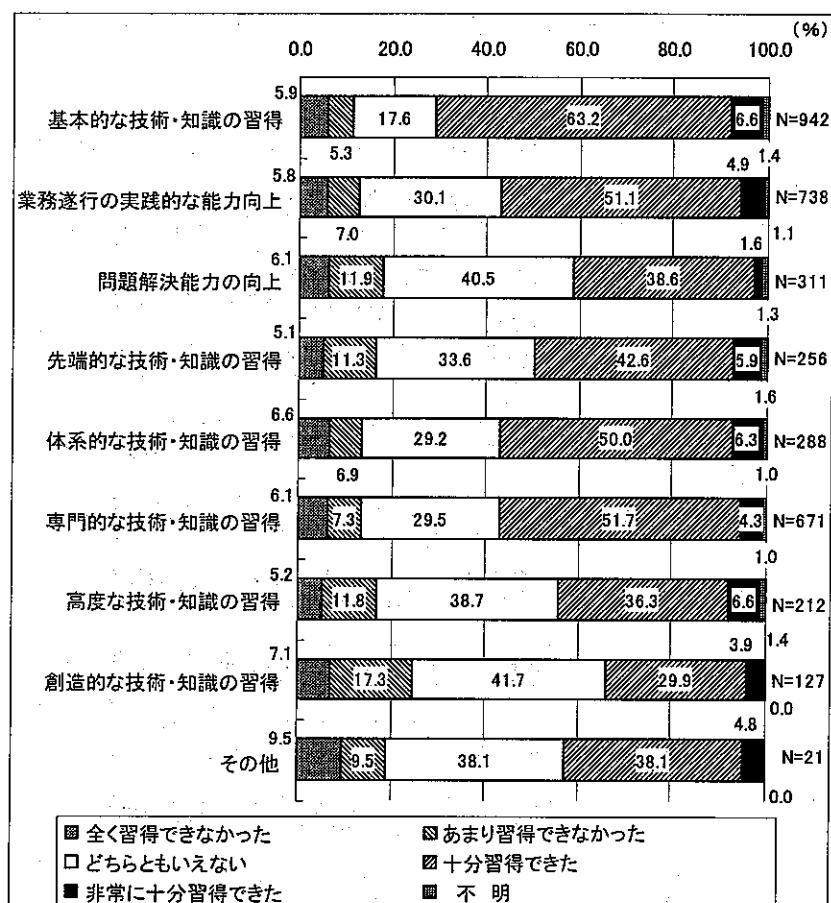 (%)
0.0 20.0 40.0 60.0 80.0 100.0
5.9
基本的な技術・知識の習得 17.6 63.2 6.6 N=942
5.3 4.9 1.4
5.8
業務遂行の実践的な能力向上 30.1 51.1 N=738
7.0 1.6 1.1
6.1
問題解決能力の向上 11.9 40.5 38.6 N=311
1.3
5.1
先端的な技術・知識の習得 11.3 33.6 42.6 5.9 N=256
1.6
6.6
体系的な技術・知識の習得 29.2 50.0 6.3 N=288
6.9 1.0
6.1
専門的な技術・知識の習得 7.3 29.5 51.7 4.3 N=671
1.0
5.2
高度な技術・知識の習得 11.8 38.7 36.3 6.6 N=212
3.9 1.4
7.1
創造的な技術・知識の習得 17.3 41.7 29.9 N=127
0.0
4.8
9.5
その他 9.5 38.1 38.1 N=21
0.0
全く習得できなかった あまり習得できなかった
どちらともいえない 十分習得できた
非常に十分習得できた 不 明